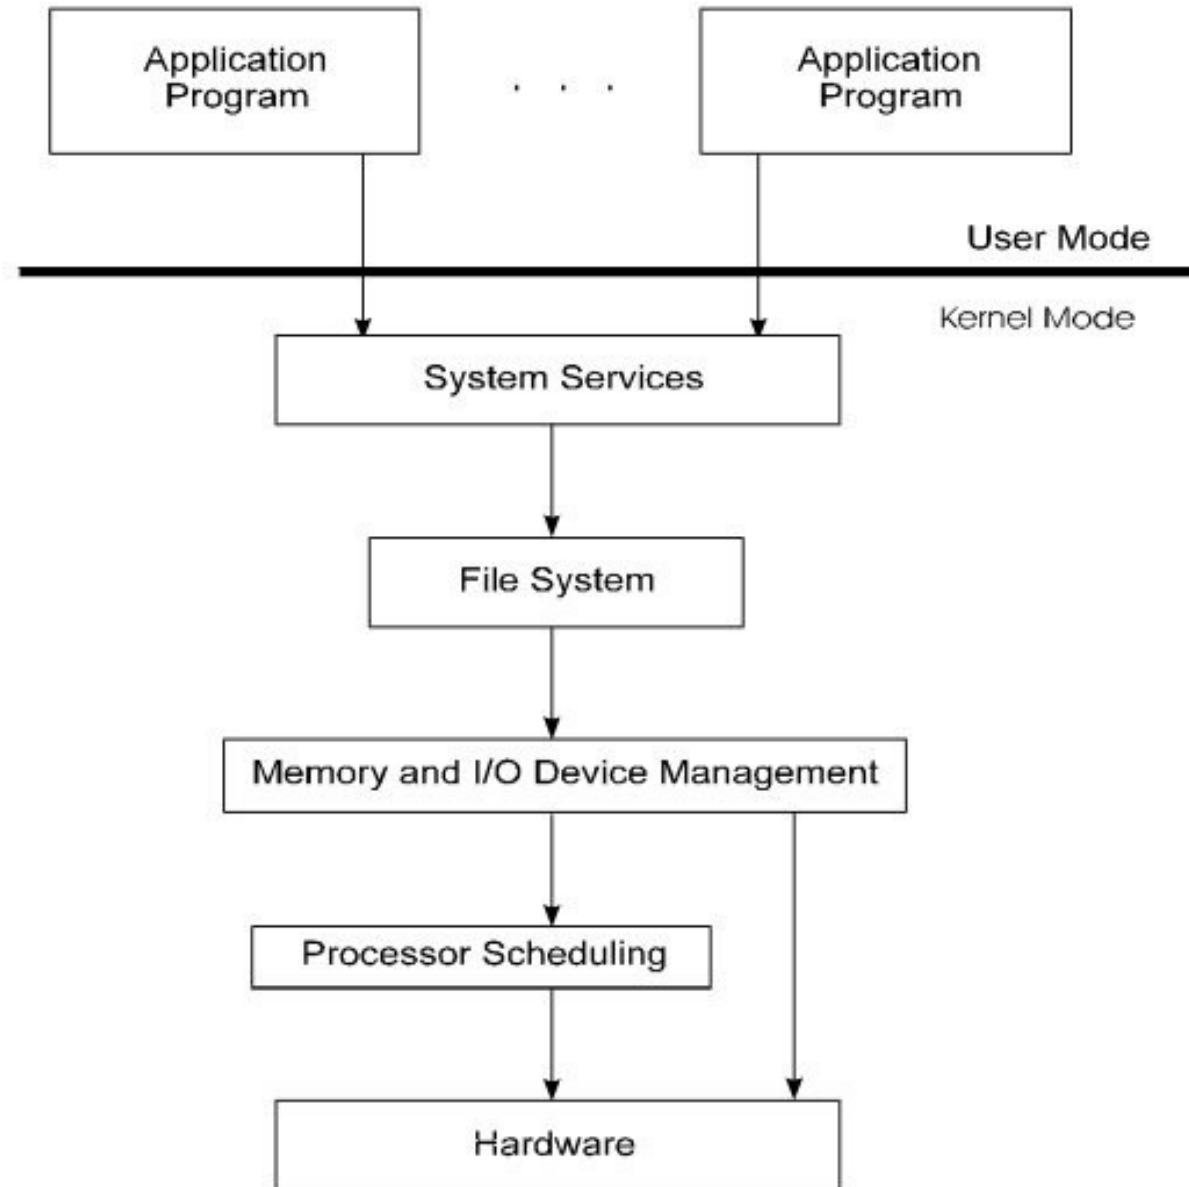 Application
Program
. . .
Application
Program
User Mode
Kernel Mode
System Services
File System
Memory and I/O Device Management
Processor Scheduling
Hardware